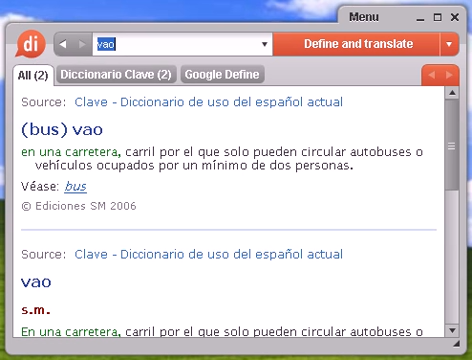 Menu
di
vao
Define and translate
All (2)
Diccionario Clave (2)
Google Define
Source: Clave - Diccionario de uso del español actual
(bus) vao
en una carretera, carril por el que solo pueden circular autobuses o
vehículos ocupados por un mínimo de dos personas.
Véase: bus
© Ediciones SM 2006
Source: Clave - Diccionario de uso del español actual
vao
s.m.
En una carretera, carril por el que solo pueden circular autobuses o